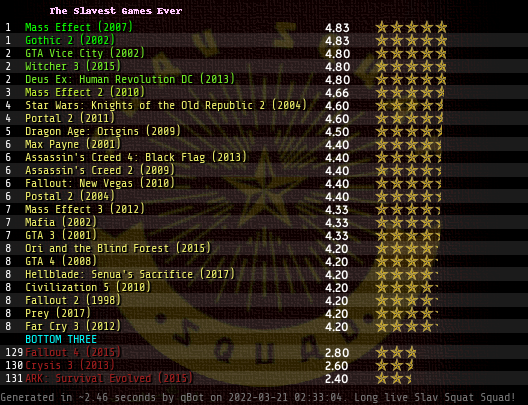 The Slavest Games Ever
1 Mass Effect (2007) 4.83
1 Gothic 2 (2002) 4.83
2 GTA Vice City (2002) 4.80
2 Witcher 3 (2015) 4.80
2 Deus Ex: Human Revolution DC (2013) 4.80
3 Mass Effect 2 (2010) 4.66
4 Star Wars: Knights of the Old Republic 2 (2004) 4.60
4 Portal 2 (2011) 4.60
5 Dragon Age: Origins (2009) 4.50
6 Max Payne (2001) 4.40
6 Assassin's Creed 4: Black Flag (2013) 4.40
6 Assassin's Creed 2 (2009) 4.40
6 Fallout: New Vegas (2010) 4.40
6 Postal 2 (2004) 4.40
7 Mass Effect 3 (2012) 4.33
7 Mafia (2002) 4.33
7 GTA 3 (2001) 4.33
8 Ori and the Blind Forest (2015) 4.20
8 GTA 4 (2008) 4.20
8 Hellblade: Senua's Sacrifice (2017) 4.20
8 Civilization 5 (2010) 4.20
8 Fallout 2 (1998) 4.20
8 Prey (2017) 4.20
8 Far Cry 3 (2012) 4.20
BOTTOM THREE
129 Fallout 4 (2015) 2.80
130 Crysis 3 (2013) 2.60
131 ARK: Survival Evolved (2015) 2.40
SQUAD
Generated in ~2.46 seconds by qBot on 2022-03-21 02:33:04. Long live Slav Squat Squad!